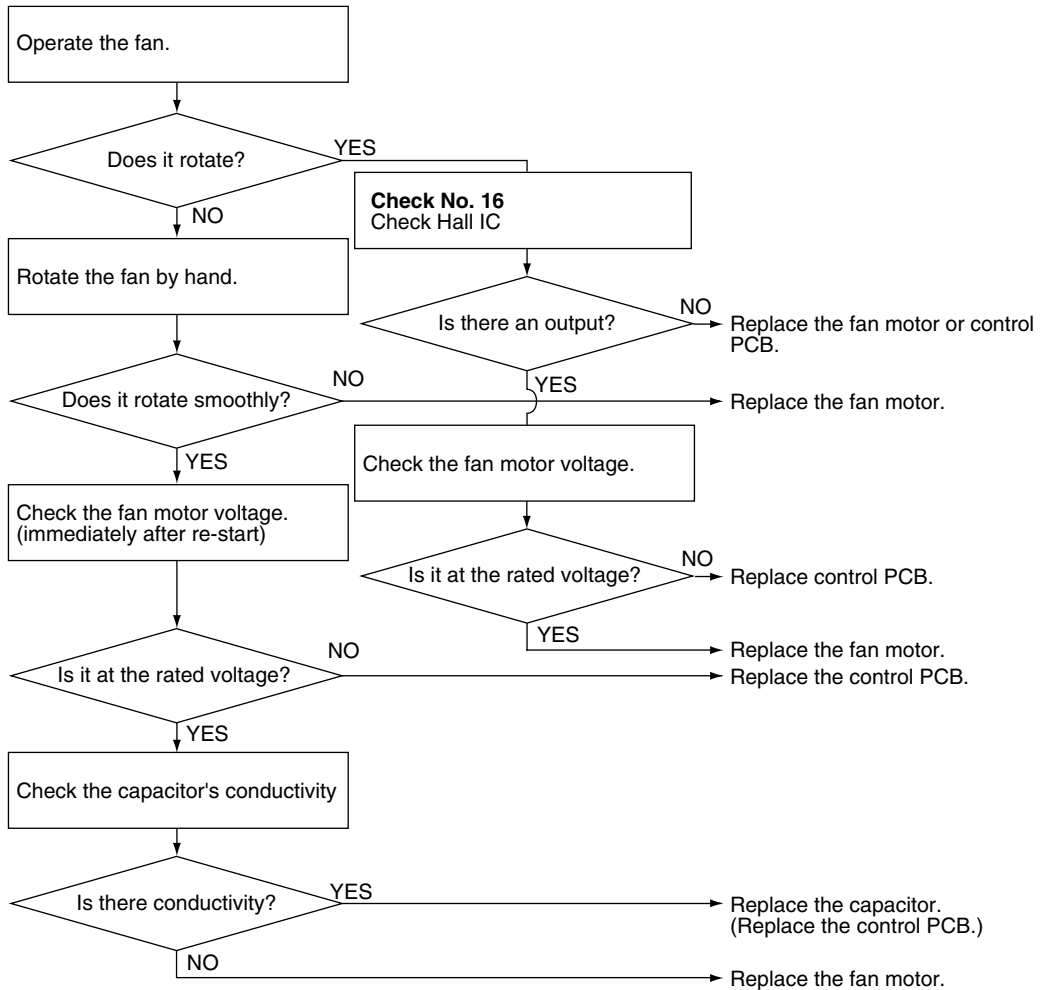 Operate the fan.
Does it rotate?
YES
NO
Check No. 16
Check Hall IC
Rotate the fan by hand.
Is there an output?
NO
Replace the fan motor or control
PCB.
YES
Does it rotate smoothly?
NO
Replace the fan motor.
YES
Check the fan motor voltage.
Check the fan motor voltage.
(immediately after re-start)
Is it at the rated voltage?
NO
Replace control PCB.
YES
Replace the fan motor.
Is it at the rated voltage?
NO
Replace the control PCB.
YES
Check the capacitor's conductivity
Is there conductivity?
YES
Replace the capacitor.
(Replace the control PCB.)
NO
Replace the fan motor.